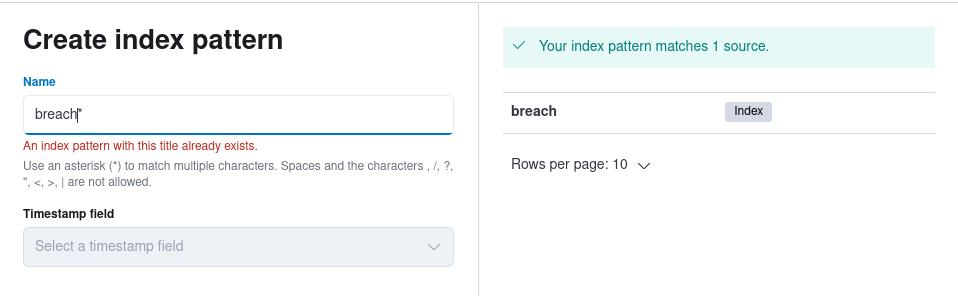 Create index pattern
Name
breach*
An index pattern with this title already exists.
Use an asterisk (*) to match multiple characters. Spaces and the characters , /, ?,
", <, >, | are not allowed.
Timestamp field
Select a timestamp field
Your index pattern matches 1 source.
breach Index
Rows per page: 10